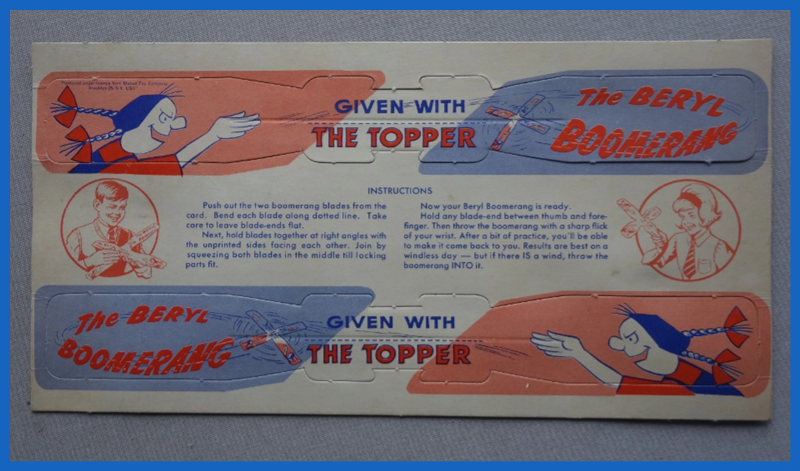 GIVEN WITH
THE TOPPER
The BERYL
BOOMERANG
INSTRUCTIONS
Push out the two boomerang blades from the
card. Bend each blade along dotted line. Take
care to leave blade-ends flat.
Next, hold blades together at right angles with
the unprinted sides facing each other. Join by
squeezing both blades in the middle till locking
parts fit.
Now your Beryl Boomerang is ready.
Hold any blade-end between thumb and fore-
finger. Then throw the boomerang with a sharp flick
of your wrist. After a bit of practice, you'll be able
to make it come back to you. Results are best on a
windless day — but if there IS a wind, throw the
boomerang INTO it.
The BERYL
BOOMERANG
GIVEN WITH
THE TOPPER